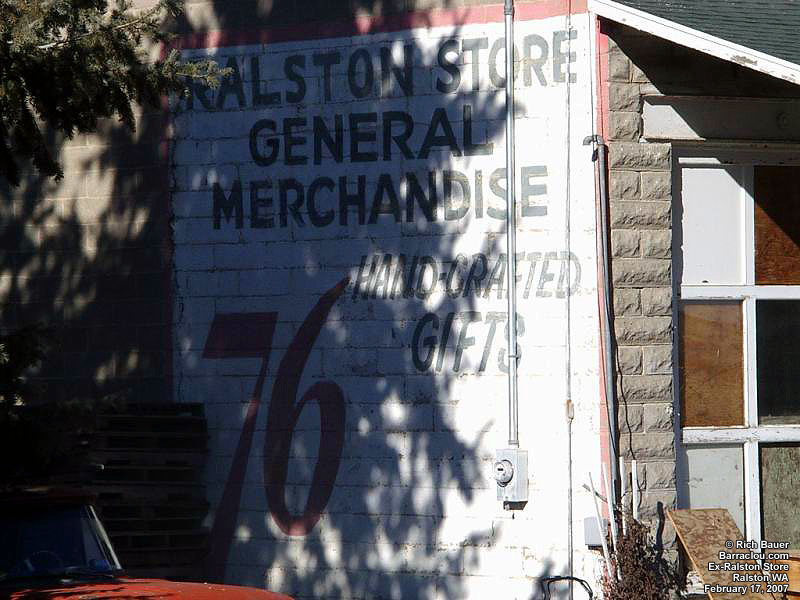 RALSTON STORE
GENERAL
MERCHANDISE
HAND-CRAFTED
GIFTS
76
© Rich Bauer
Barraclou.com
Ex-Ralston Store
Ralston,WA
February 17, 2007